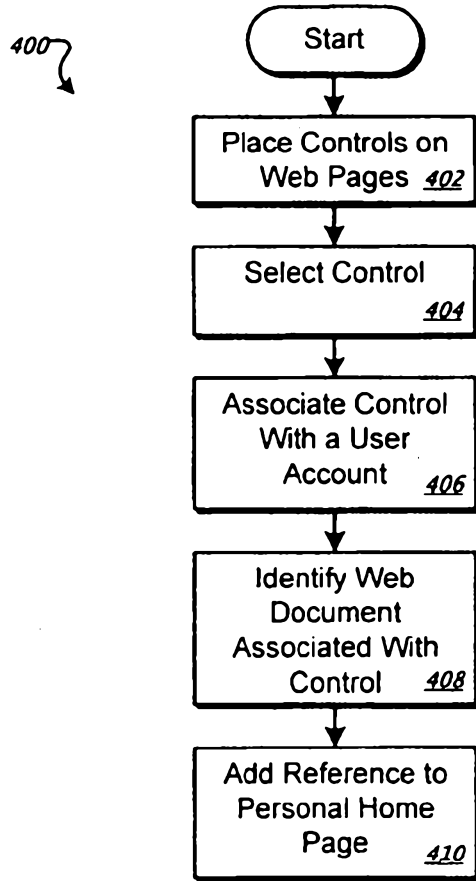 400
Start
Place Controls on
Web Pages 402
Select Control
404
Associate Control
With a User
Account
406
Identify Web
Document
Associated With
Control 408
Add Reference to
Personal Home
Page
410